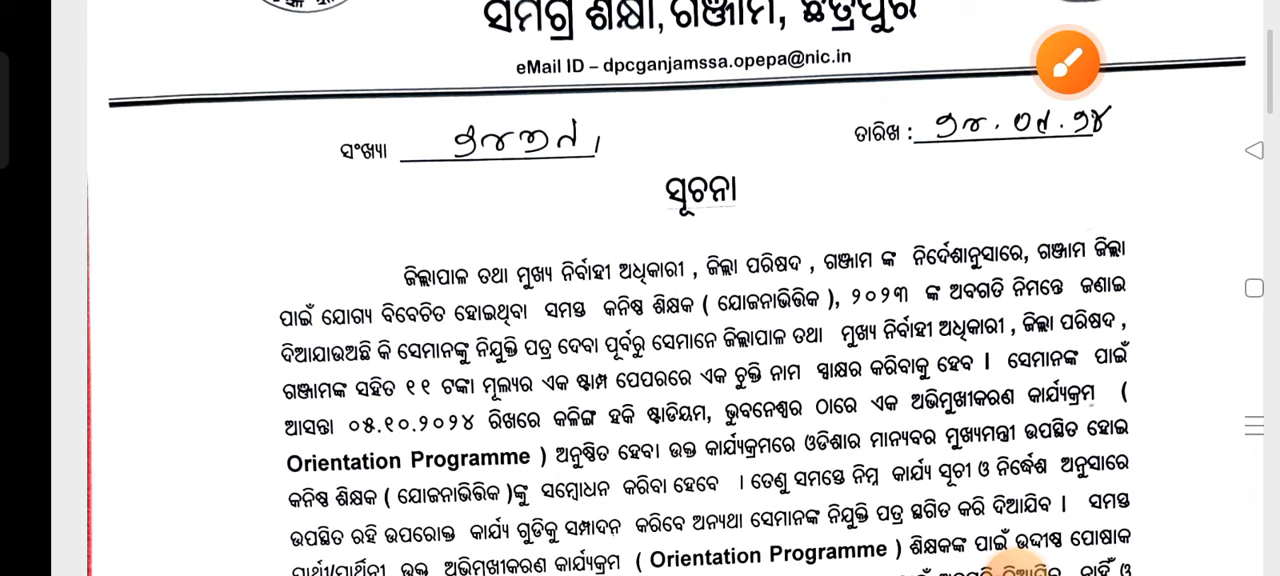 ସମଗ୍ର ଶିକ୍ଷା, ଗଞ୍ଜାମ, ଛତ୍ରପୁର
eMail ID – dpcganjamssa.opepa@nic.in
ସଂଖ୍ୟା
ତାରିଖ :
ସୂଚନା
ଜିଲ୍ଲାପାଳ ତଥା ମୁଖ୍ୟ ନିର୍ବାହୀ ଅଧିକାରୀ , ଜିଲ୍ଲା ପରିଷଦ , ଗଞ୍ଜାମ ଙ୍କ ନିର୍ଦେଶାନୁସାରେ, ଗଞ୍ଜାମ ଜିଲ୍ଲା
ପାଇଁ ଯୋଗ୍ୟ ବିବେଚିତ ହୋଇଥିବା ସମସ୍ତ କନିଷ୍ଠ ଶିକ୍ଷକ ( ଯୋଜନାଭିତ୍ତିକ ), ୨୦୨୩ ଙ୍କ ଅବଗତି ନିମନ୍ତେ ଜଣାଇ
ଦିଆଯାଉଅଛି କି ସେମାନଙ୍କୁ ନିଯୁକ୍ତି ପତ୍ର ଦେବା ପୂର୍ବରୁ ସେମାନେ ଜିଲ୍ଲାପାଳ ତଥା ମୁଖ୍ୟ ନିର୍ବାହୀ ଅଧିକାରୀ , ଜିଲ୍ଲା ପରିଷଦ ,
ଗଞ୍ଜାମଙ୍କ ସହିତ ୧୧ ଟଙ୍କା ମୂଲ୍ୟର ଏକ ଷ୍ଟାମ୍ପ ପେପରରେ ଏକ ଚୁକ୍ତି ନାମ ସ୍ୱାକ୍ଷର କରିବାକୁ ହେବ । ସେମାନଙ୍କ ପାଇଁ
ଆସନ୍ତା ୦୫.୧୦.୨୦୨୪ ରିଖରେ କଳିଙ୍ଗ ହକି ଷ୍ଟାଡିୟମ, ଭୁବନେଶ୍ୱର ଠାରେ ଏକ ଅଭିମୁଖୀକରଣ କାର୍ଯ୍ୟକ୍ରମ (
Orientation Programme ) ଅନୁଷ୍ଠିତ ହେବା ଉକ୍ତ କାର୍ଯ୍ୟକ୍ରମରେ ଓଡିଶାର ମାନ୍ୟବର ମୁଖ୍ୟମନ୍ତ୍ରୀ ଉପସ୍ଥିତ ହୋଇ
କନିଷ୍ଠ ଶିକ୍ଷକ ( ଯୋଜନାଭିତ୍ତିକ )ଙ୍କୁ ସମ୍ବୋଧନ କରିବା ହେବେ । ତେଣୁ ସମସ୍ତେ ନିମ୍ନ କାର୍ଯ୍ୟ ସୂଚୀ ଓ ନିର୍ଦ୍ଧେଶ ଅନୁସାରେ
ଉପସ୍ଥିତ ରହି ଉପରୋକ୍ତ କାର୍ଯ୍ୟ ଗୁଡିକୁ ସମ୍ପାଦନ କରିବେ ଅନ୍ୟଥା ସେମାନଙ୍କ ନିଯୁକ୍ତି ପତ୍ର ସ୍ଥଗିତ କରି ଦିଆଯିବ । ସମସ୍ତ
ପ୍ରାର୍ଥୀ/ପ୍ରାର୍ଥିନୀ ଉକ୍ତ ଅଭିମୁଖୀକରଣ କାର୍ଯ୍ୟକ୍ରମ ( Orientation Programme ) ଶିକ୍ଷକଙ୍କ ପାଇଁ ଉଦ୍ଦୀଷ୍ଟ ପୋଷାକ